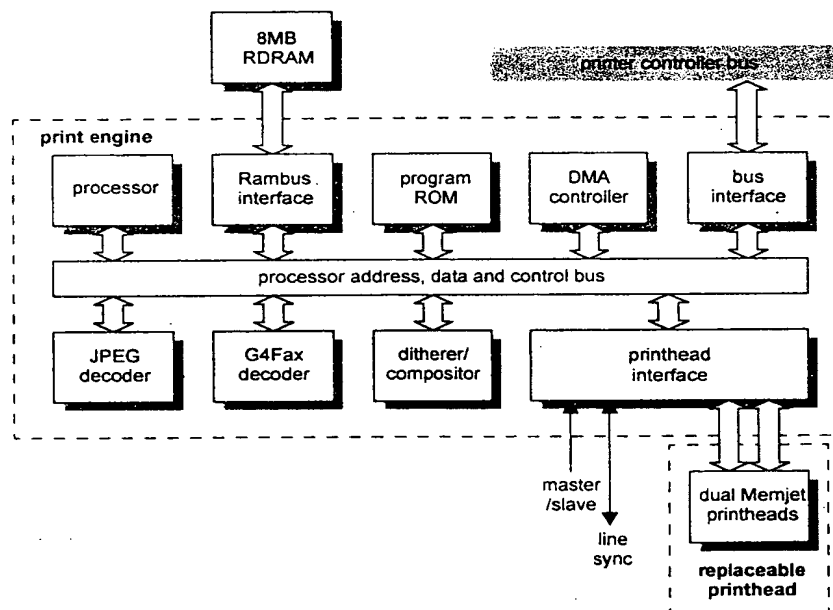 8MB
RDRAM
printer controller bus
print engine
processor
Rambus
interface
program
ROM
DMA
controller
bus
interface
processor address, data and control bus
JPEG
decoder
G4Fax
decoder
ditherer/
compositor
printhead
interface
master
/slave
line
sync
dual Memjet
printheads
replaceable
printhead